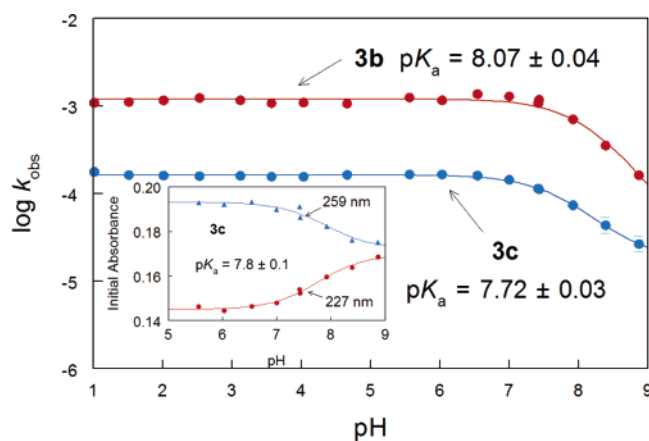 -2
3b pKa = 8.07 ± 0.04
-3
log kobs
-4
0.20
259 nm
0.18
3c
3c
Initial Absorbance
pKa = 7.8 ± 0.1
0.16
227 nm
pKa = 7.72 ± 0.03
0.14
5 6 7 8 9
pH
-5
-6
1 2 3 4 5 6 7 8 9
pH